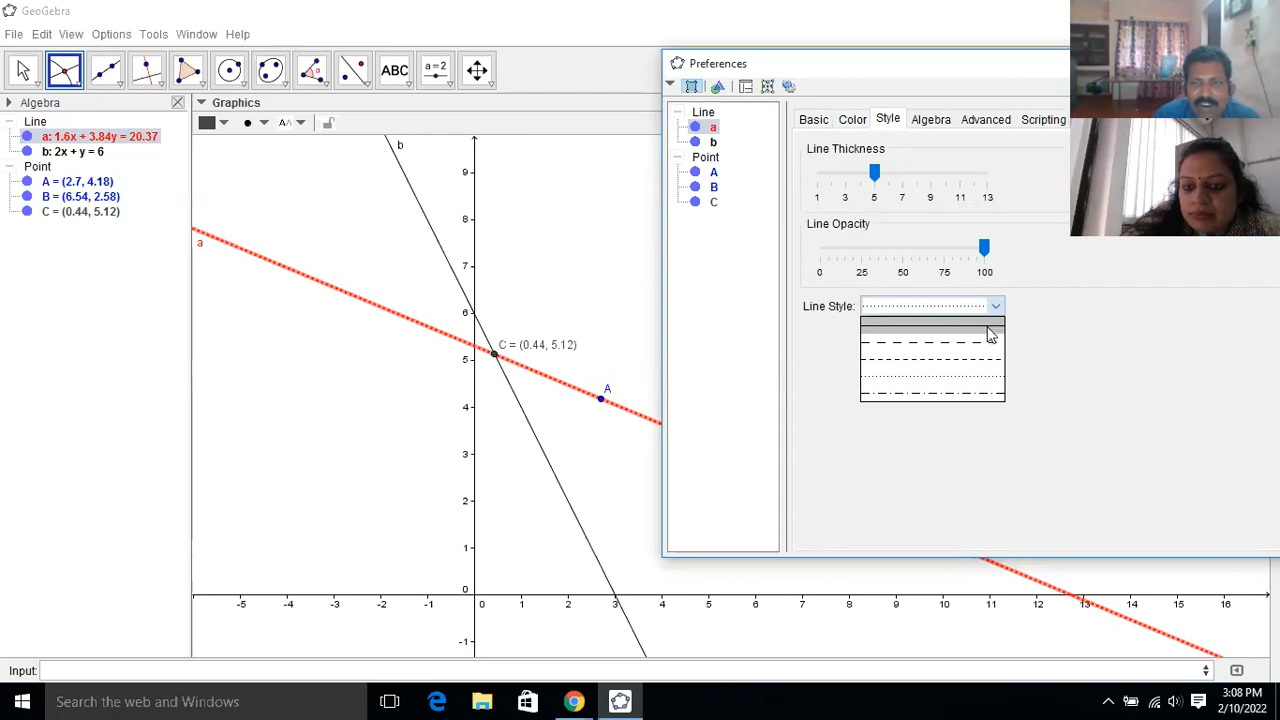 GeoGebra
File Edit View Options Tools Window Help
ABC a=2
Preferences
Algebra
Graphics
Line
a: 1.6x + 3.84y = 20.37
b: 2x + y = 6
Point
A = (2.7, 4.18)
B = (6.54, 2.58)
C = (0.44, 5.12)
Line
a
b
Point
A
B
C
Basic Color Style Algebra Advanced Scripting
Line Thickness
1 3 5 7 9 11 13
Line Opacity
0 25 50 75 100
Line Style:
b
a
C = (0.44, 5.12)
A
9
8
7
6
5
4
3
2
1
0
-1
-5 -4 -3 -2 -1 0 1 2 3 4 5 6 7 8 9 10 11 12 13 14 15 16
Input:
Search the web and Windows
3:08 PM
2/10/2022